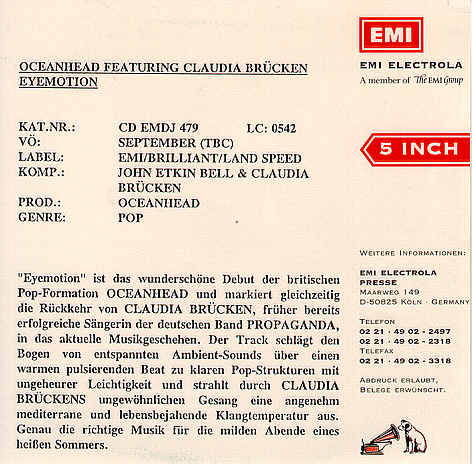 OCEANHEAD FEATURING CLAUDIA BRÜCKEN
EYEMOTION
KAT.NR.: CD EMDJ 479 LC: 0542
VÖ: SEPTEMBER (TBC)
LABEL: EMI/BRILLIANT/LAND SPEED
KOMP.: JOHN ETKIN BELL & CLAUDIA
BRÜCKEN
PROD.: OCEANHEAD
GENRE: POP
"Eyemotion" ist das wunderschöne Debut der britischen
Pop-Formation OCEANHEAD und markiert gleichzeitig
die Rückkehr von CLAUDIA BRÜCKEN, früher bereits
erfolgreiche Sängerin der deutschen Band PROPAGANDA,
in das aktuelle Musikgeschehen. Der Track schlägt den
Bogen von entspannten Ambient-Sounds über einen
warmen pulsierenden Beat zu klaren Pop-Strukturen mit
ungeheurer Leichtigkeit und strahlt durch CLAUDIA
BRÜCKENS ungewöhnlichen Gesang eine angenehm
mediterrane und lebensbejahende Klangtemperatur aus.
Genau die richtige Musik für die milden Abende eines
heißen Sommers.
EMI
EMI ELECTROLA
A member of The EMI Group
5 INCH
WEITERE INFORMATIONEN:
EMI ELECTROLA
PRESSE
MAARWEG 149
D-50825 KÖLN · GERMANY
TELEFON
02 21 · 49 02 - 2497
02 21 · 49 02 - 2318
TELEFAX
02 21 · 49 02 - 3318
ABDRUCK ERLAUBT,
BELEGE ERWÜNSCHT.